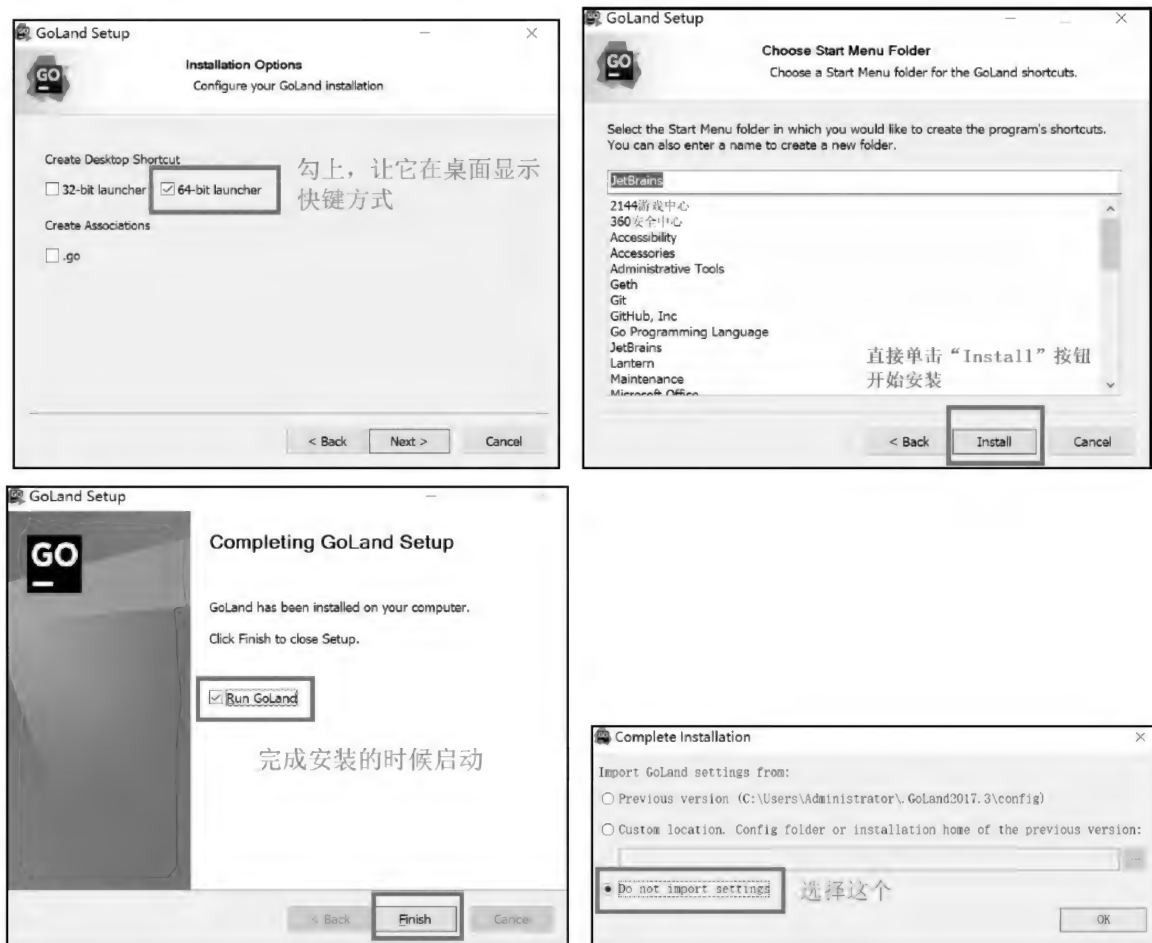 GoLand Setup
GO
Installation Options
Configure your GoLand installation
Create Desktop Shortcut
32-bit launcher
64-bit launcher
勾上，让它在桌面显示
快键方式
Create Associations
.go
< Back
Next >
Cancel
GoLand Setup
GO
Choose Start Menu Folder
Choose a Start Menu folder for the GoLand shortcuts.
Select the Start Menu folder in which you would like to create the program's shortcuts.
You can also enter a name to create a new folder.
JetBrains
2144游戏中心
360安全中心
Accessibility
Accessories
Administrative Tools
Geth
Git
GitHub, Inc
Go Programming Language
JetBrains
Lantern
Maintenance
Microsoft Office
直接单击“Install”按钮
开始安装
< Back
Install
Cancel
GoLand Setup
GO
Completing GoLand Setup
GoLand has been installed on your computer.
Click Finish to close Setup.
Run GoLand
完成安装的时候启动
< Back
Finish
Cancel
Complete Installation
Import GoLand settings from:
Previous version (C:\Users\Administrator\.GoLand2017.3\config)
Custom location. Config folder or installation home of the previous version:
...
Do not import settings
选择这个
OK